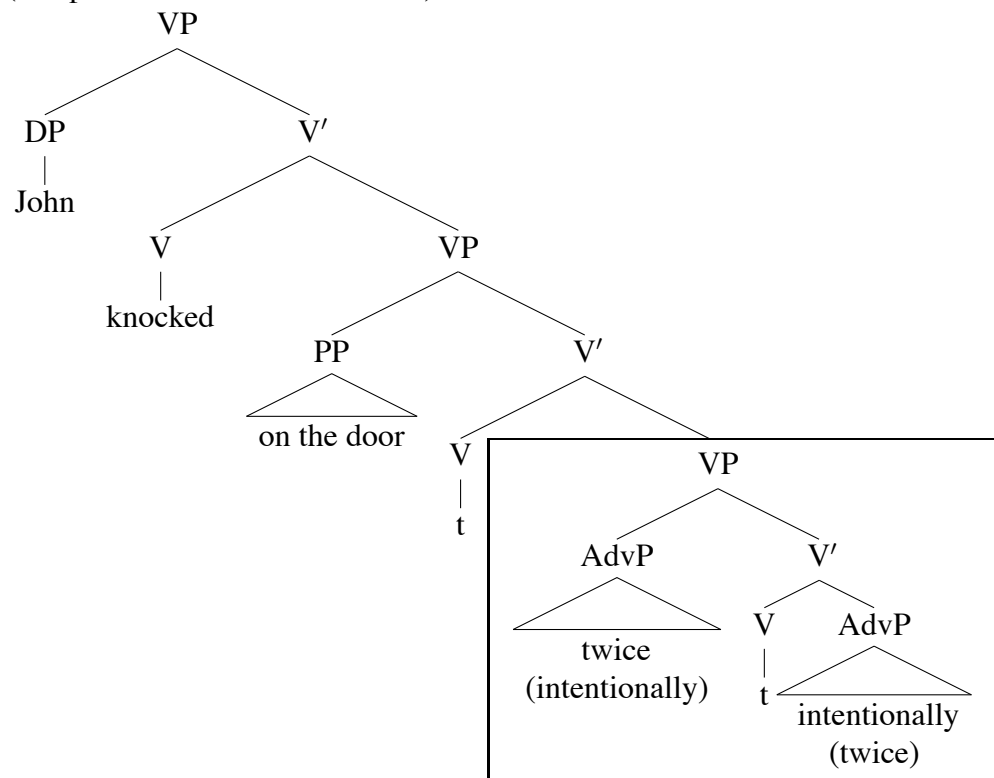 VP
DP
V′
John
V
VP
knocked
PP
V′
on the door
V
VP
t
AdvP
V′
twice
(intentionally)
V
AdvP
t
intentionally
(twice)